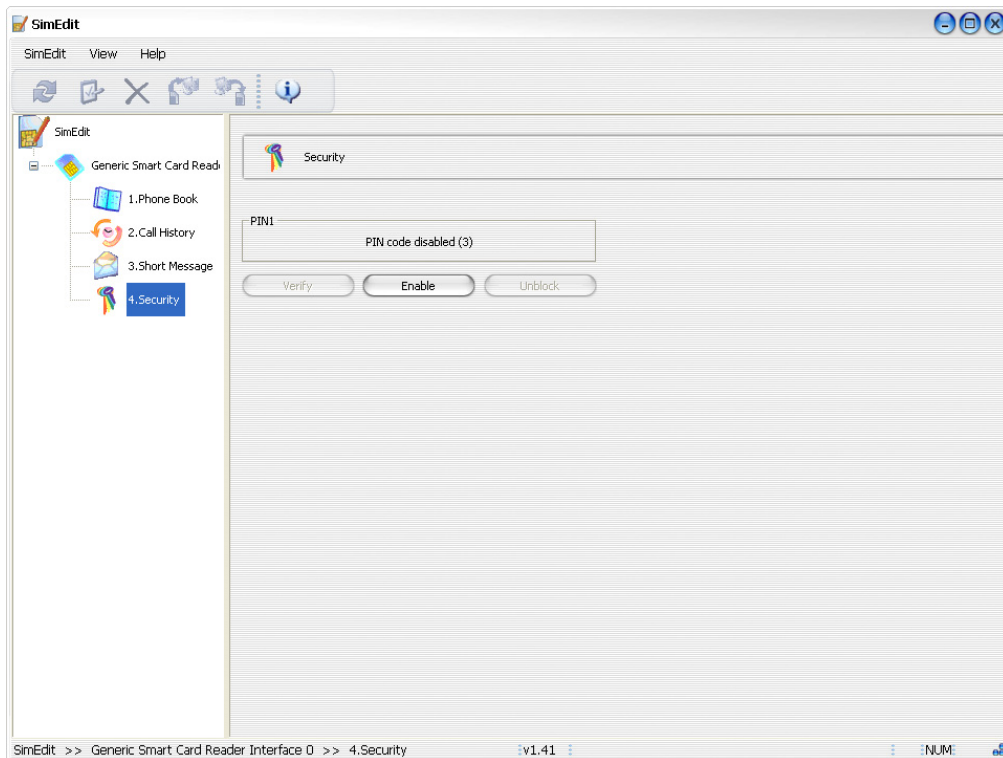 SimEdit
SimEdit View Help
SimEdit
Generic Smart Card Read
1.Phone Book
2.Call History
3.Short Message
4.Security
Security
PIN1
PIN code disabled (3)
Verify Enable Unblock
SimEdit >> Generic Smart Card Reader Interface 0 >> 4.Security v1.41 NUM